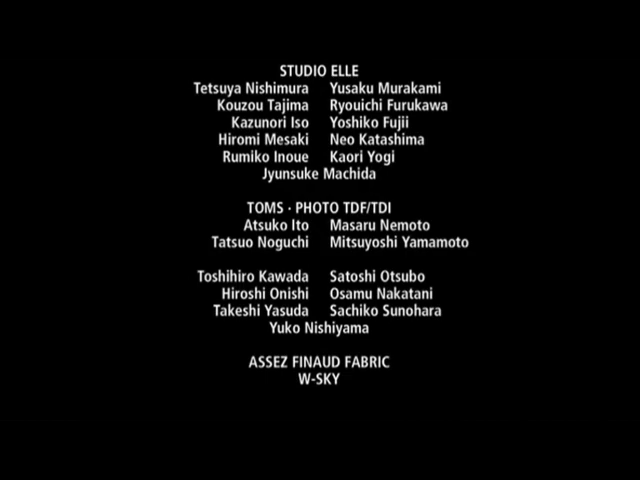 STUDIO ELLE
Tetsuya Nishimura Yusaku Murakami
Kouzou Tajima Ryouichi Furukawa
Kazunori Iso Yoshiko Fujii
Hiromi Mesaki Neo Katashima
Rumiko Inoue Kaori Yogi
Jyunsuke Machida
TOMS · PHOTO TDF/TDI
Atsuko Ito Masaru Nemoto
Tatsuo Noguchi Mitsuyoshi Yamamoto
Toshihiro Kawada Satoshi Otsubo
Hiroshi Onishi Osamu Nakatani
Takeshi Yasuda Sachiko Sunohara
Yuko Nishiyama
ASSEZ FINAUD FABRIC
W-SKY